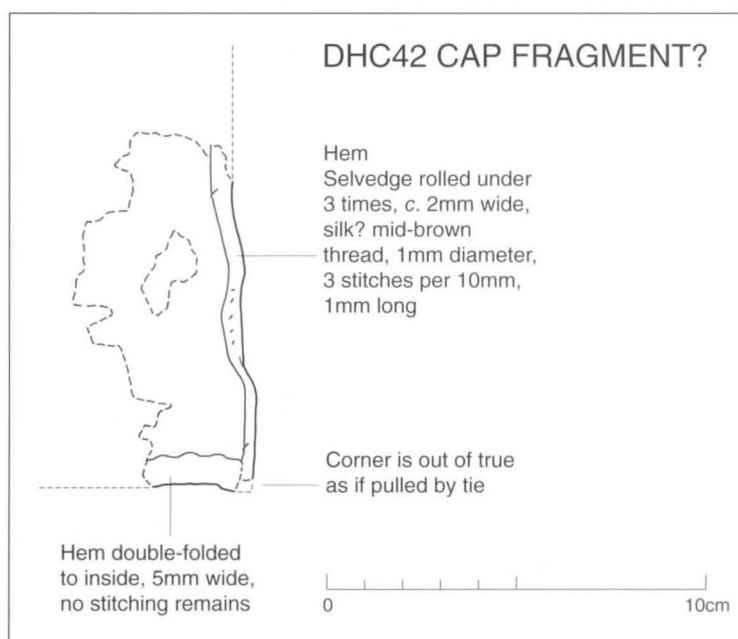 DHC42 CAP FRAGMENT?
Hem
Selvedge rolled under
3 times, c. 2mm wide,
silk? mid-brown
thread, 1mm diameter,
3 stitches per 10mm,
1mm long
Corner is out of true
as if pulled by tie
Hem double-folded
to inside, 5mm wide,
no stitching remains
0
10cm